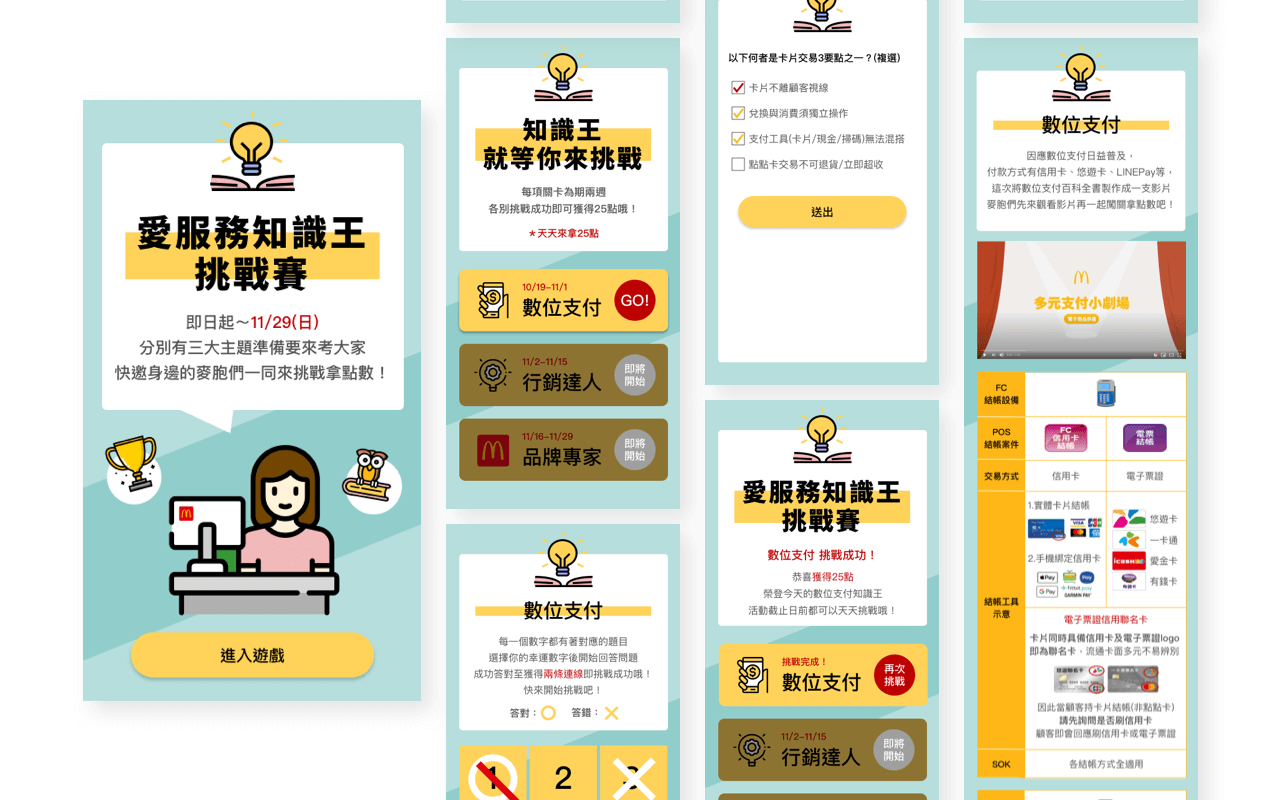 愛服務知識王
挑戰賽
即日起～11/29(日)
分別有三大主題準備要來考大家
快邀身邊的麥胞們一同來挑戰拿點數！
進入遊戲
知識王
就等你來挑戰
每項關卡為期兩週
各別挑戰成功即可獲得25點哦！
＊天天來拿25點
10/19-11/1
數位支付
GO!
11/2-11/15
行銷達人
即將
開始
11/16-11/29
品牌專家
即將
開始
數位支付
每一個數字都有著對應的題目
選擇你的幸運數字後開始回答問題
成功答對至獲得兩條連線即挑戰成功哦！
快來開始挑戰吧！
答對：
答錯：
1
2
3
以下何者是卡片交易3要點之一？(複選)
卡片不離顧客視線
兌換與消費須獨立操作
支付工具(卡片/現金/掃碼)無法混搭
點點卡交易不可退貨/立即超收
送出
愛服務知識王
挑戰賽
數位支付 挑戰成功！
恭喜獲得25點
榮登今天的數位支付知識王
活動截止日前都可以天天挑戰哦！
挑戰完成！
數位支付
再次
挑戰
11/2-11/15
行銷達人
即將
開始
數位支付
因應數位支付日益普及，
付款方式有信用卡、悠遊卡、LINEPay等，
這次將數位支付百科全書製作成一支影片
麥胞們先來觀看影片再一起闖關拿點數吧！
多元支付小劇場
FC
結帳設備
POS
結帳案件
FC
信用卡
結帳
電票
結帳
交易方式
信用卡
電子票證
結帳工具
示意
1.實體卡片結帳
VISA
JCB
2.手機綁定信用卡
Pay
Pay
G Pay
fitbit pay
GARMIN PAY
悠遊卡
一卡通
icash
愛金卡
有錢卡
電子票證信用聯名卡
卡片同時具備信用卡及電子票證logo
即為聯名卡，流通卡面多元不易辨別
因此當顧客持卡片結帳(非點點卡)
請先詢問是否刷信用卡
顧客即會回應刷信用卡或電子票證
SOK
各結帳方式全適用